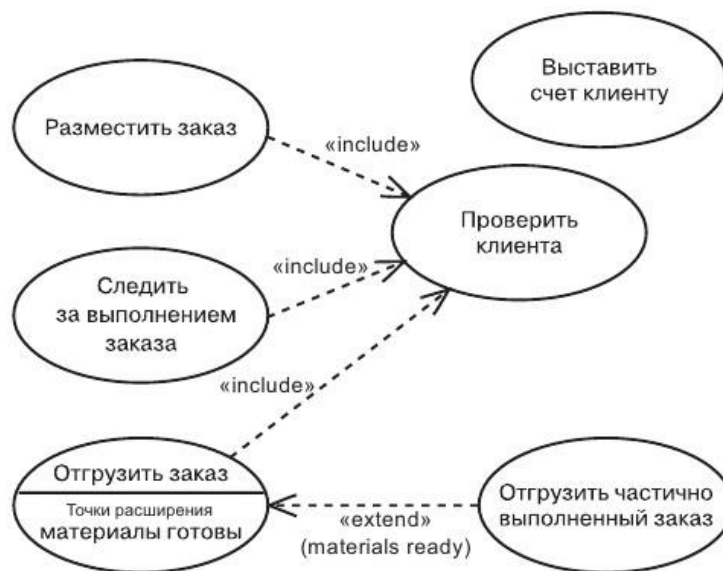 Выставить
счет клиенту
Разместить заказ
«include»
Проверить
клиента
«include»
Следить
за выполнением
заказа
«include»
Отгрузить заказ
Точки расширения
материалы готовы
«extend»
(materials ready)
Отгрузить частично
выполненный заказ